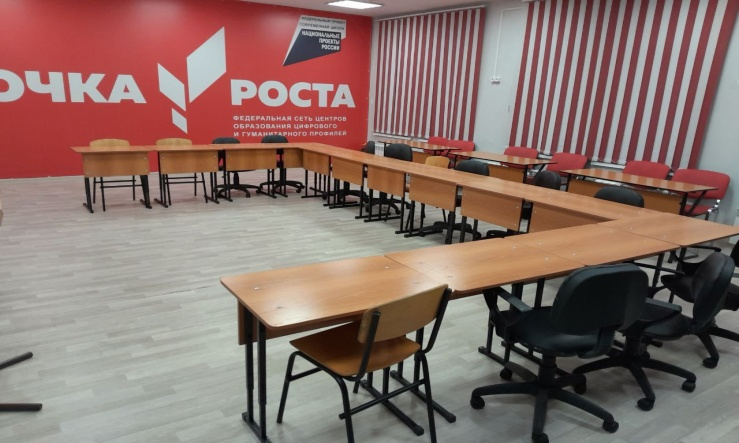 ОЧКА РОСТА
ФЕДЕРАЛЬНАЯ СЕТЬ ЦЕНТРОВ
ОБРАЗОВАНИЯ ЦИФРОВОГО
И ГУМАНИТАРНОГО ПРОФИЛЕЙ
НАЦИОНАЛЬНЫЕ
ПРОЕКТЫ
РОССИИ